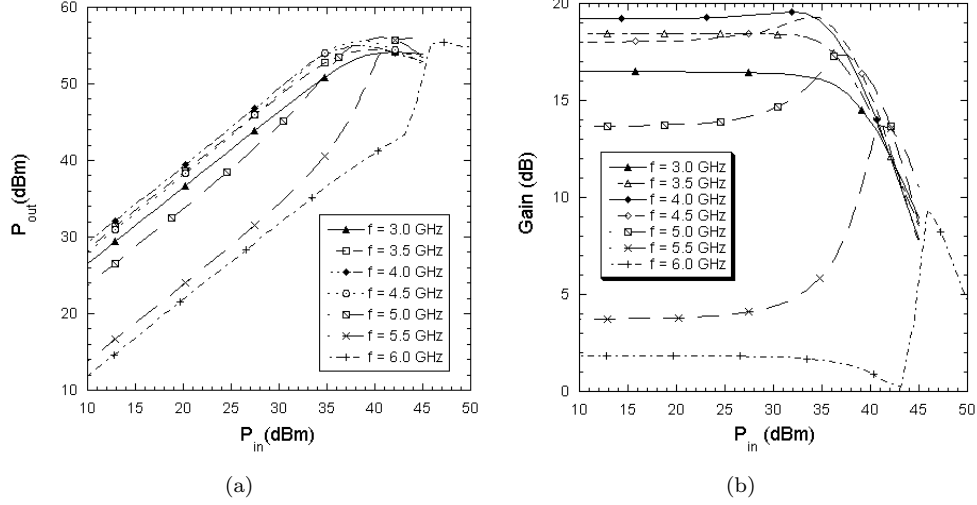 60
50
40
30
20
10
P_out(dBm)
f = 3.0 GHz
f = 3.5 GHz
f = 4.0 GHz
f = 4.5 GHz
f = 5.0 GHz
f = 5.5 GHz
f = 6.0 GHz
10 15 20 25 30 35 40 45 50
P_in(dBm)
(a)
20
15
10
5
0
Gain (dB)
f = 3.0 GHz
f = 3.5 GHz
f = 4.0 GHz
f = 4.5 GHz
f = 5.0 GHz
f = 5.5 GHz
f = 6.0 GHz
10 15 20 25 30 35 40 45 50
P_in (dBm)
(b)